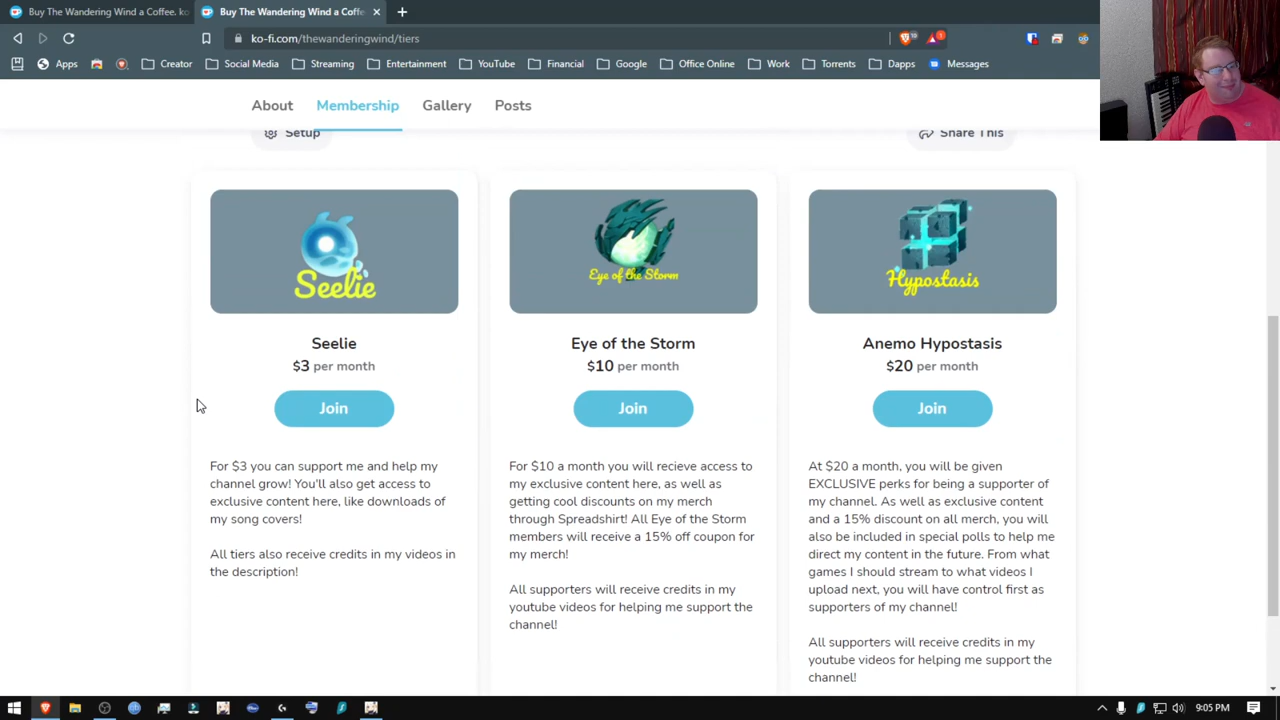 Buy The Wandering Wind a Coffee. ko
Buy The Wandering Wind a Coffee
ko-fi.com/thewanderingwind/tiers
10
1
Apps
Creator
Social Media
Streaming
Entertainment
YouTube
Financial
Google
Office Online
Work
Torrents
Dapps
Messages
About
Membership
Gallery
Posts
Setup
Share This
Seelie
Eye of the Storm
Hypostasis
Seelie
$3 per month
Join
For $3 you can support me and help my
channel grow! You'll also get access to
exclusive content here, like downloads of
my song covers!
All tiers also receive credits in my videos in
the description!
Eye of the Storm
$10 per month
Join
For $10 a month you will recieve access to
my exclusive content here, as well as
getting cool discounts on my merch
through Spreadshirt! All Eye of the Storm
members will receive a 15% off coupon for
my merch!
All supporters will receive credits in my
youtube videos for helping me support the
channel!
Anemo Hypostasis
$20 per month
Join
At $20 a month, you will be given
EXCLUSIVE perks for being a supporter of
my channel. As well as exclusive content
and a 15% discount on all merch, you will
also be included in special polls to help me
direct my content in the future. From what
games I should stream to what videos I
upload next, you will have control first as
supporters of my channel!
All supporters will receive credits in my
youtube videos for helping me support the
channel!
9:05 PM